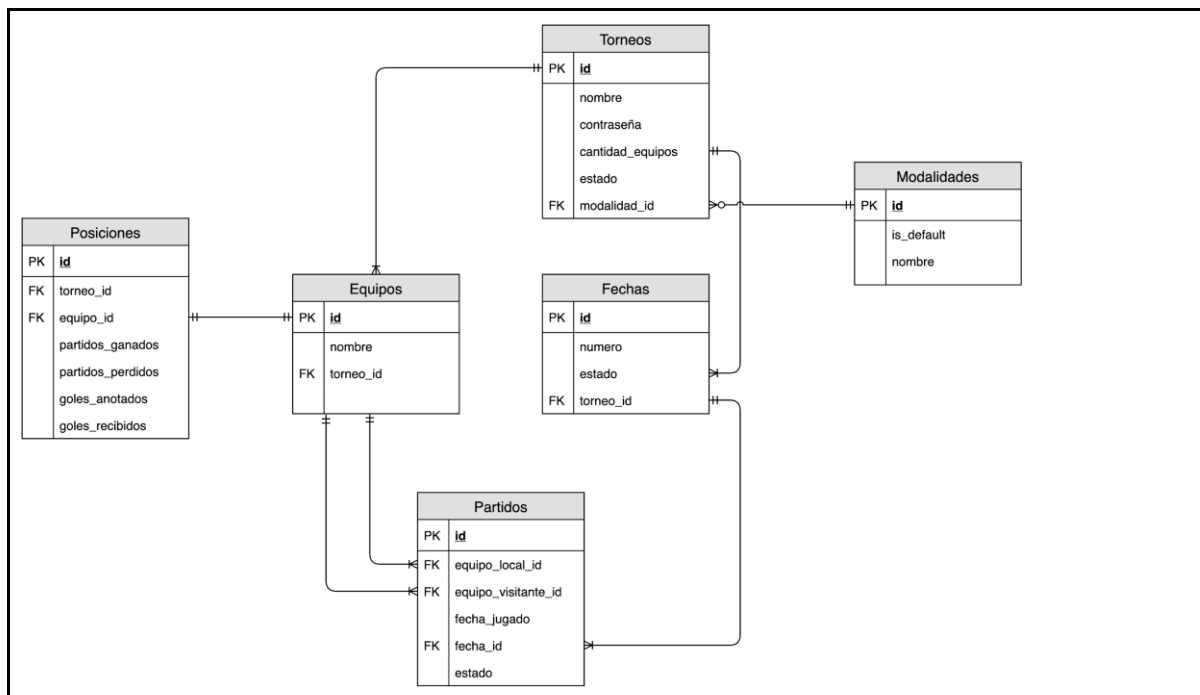 Torneos
PK id
nombre
contraseña
cantidad_equipos
estado
FK modalidad_id
Modalidades
PK id
is_default
nombre
Posiciones
PK id
FK torneo_id
FK equipo_id
partidos_ganados
partidos_perdidos
goles_anotados
goles_recibidos
Equipos
PK id
nombre
FK torneo_id
Fechas
PK id
numero
estado
FK torneo_id
Partidos
PK id
FK equipo_local_id
FK equipo_visitante_id
fecha_jugado
FK fecha_id
estado